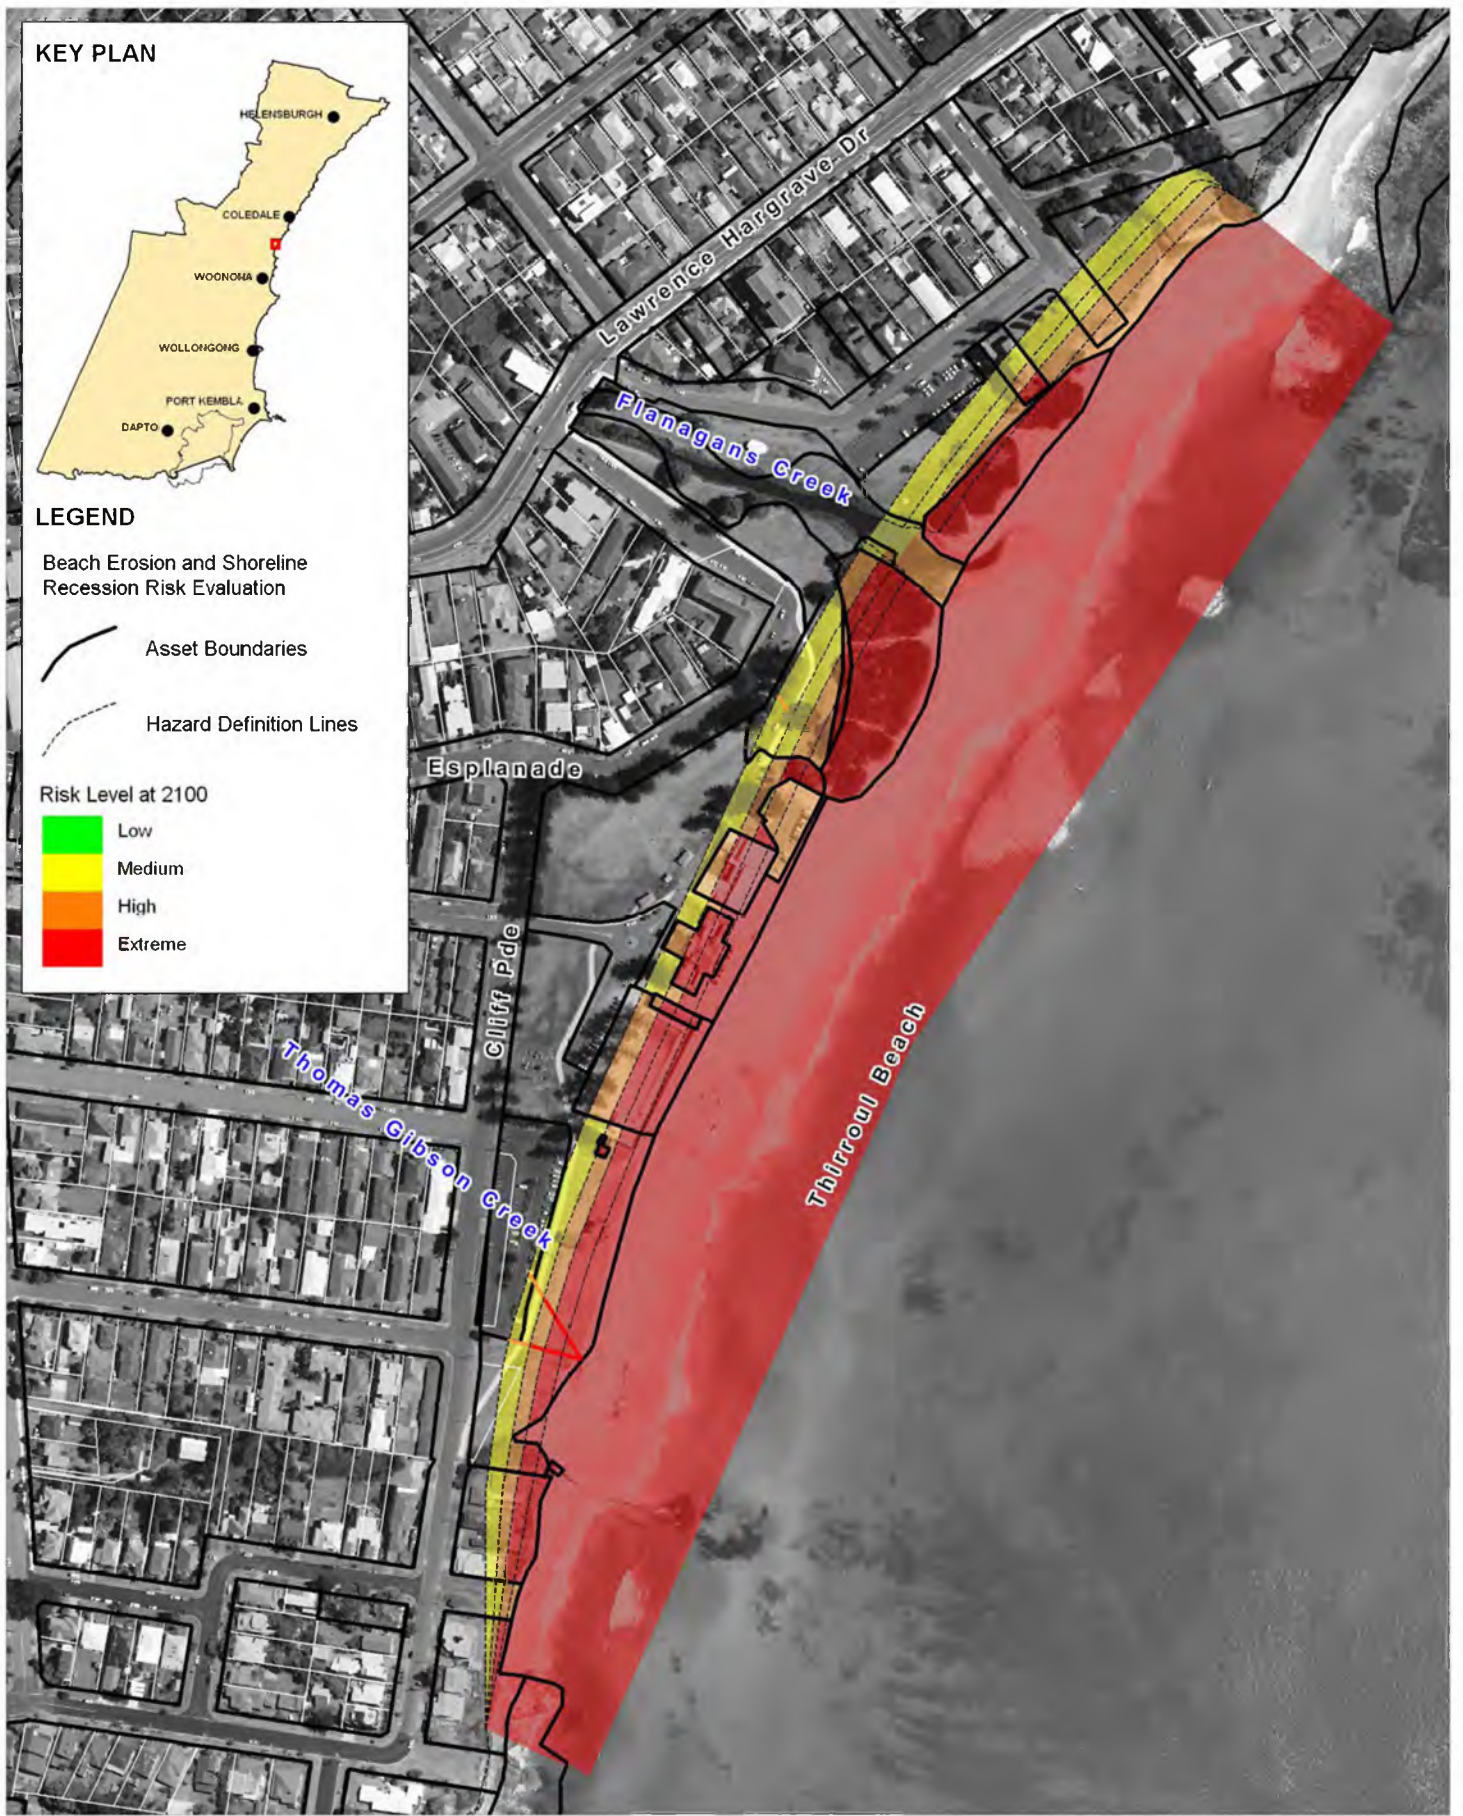 KEY PLAN
HELENSBURGH
COLEDALE
WOONONA
WOLLONGONG
PORT KEMBLA
DAPTO
LEGEND
Beach Erosion and Shoreline
Recession Risk Evaluation
Asset Boundaries
Hazard Definition Lines
Risk Level at 2100
Low
Medium
High
Extreme
Lawrence Hargrave Dr
Flanagans Creek
Esplanade
Cliff Pde
Thomas Gibson Creek
Thirroul Beach